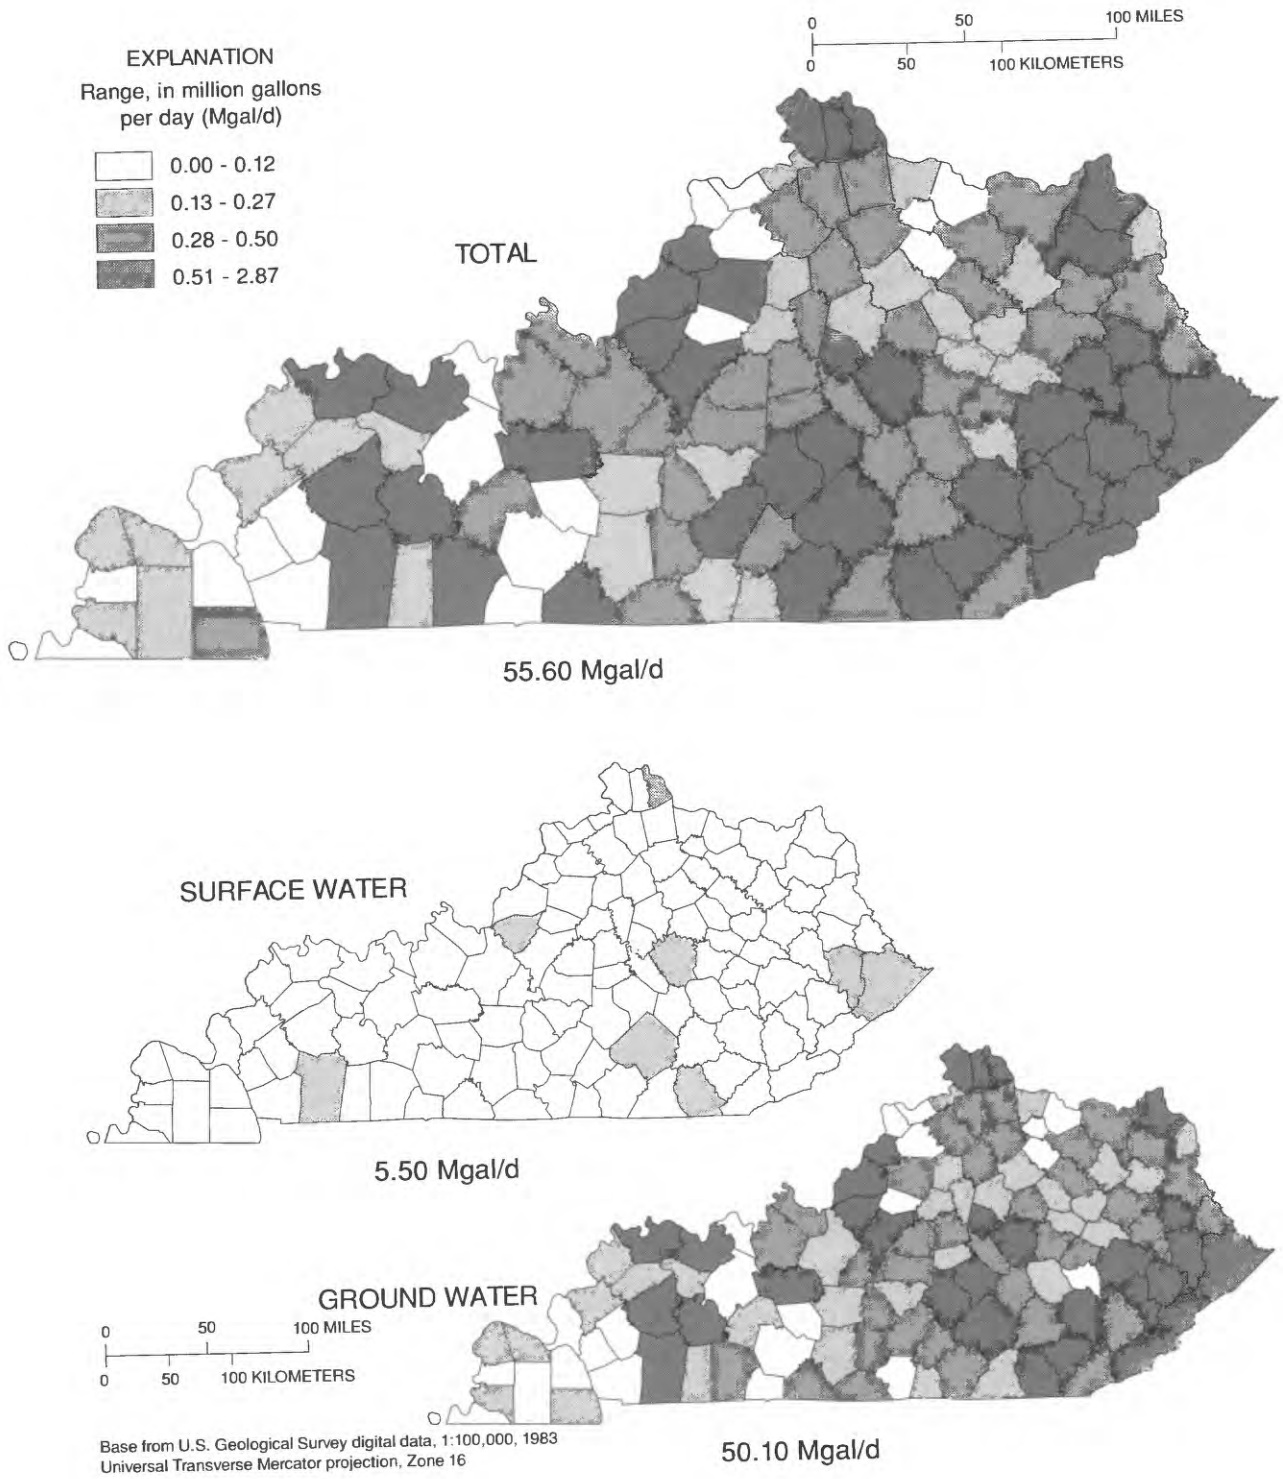 0 50 100 MILES
0 50 100 KILOMETERS
EXPLANATION
Range, in million gallons
per day (Mgal/d)
0.00 - 0.12
0.13 - 0.27
0.28 - 0.50
0.51 - 2.87
TOTAL
55.60 Mgal/d
SURFACE WATER
5.50 Mgal/d
GROUND WATER
0 50 100 MILES
0 50 100 KILOMETERS
50.10 Mgal/d
Base from U.S. Geological Survey digital data, 1:100,000, 1983
Universal Transverse Mercator projection, Zone 16